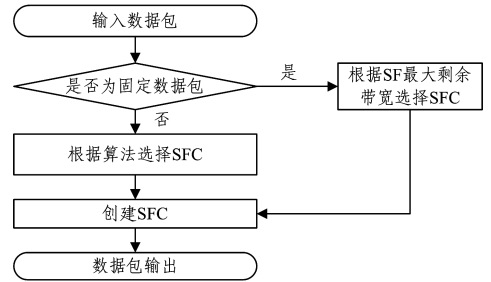 输入数据包
是否为固定数据包
是
根据SF最大剩余
带宽选择SFC
否
根据算法选择SFC
创建SFC
数据包输出